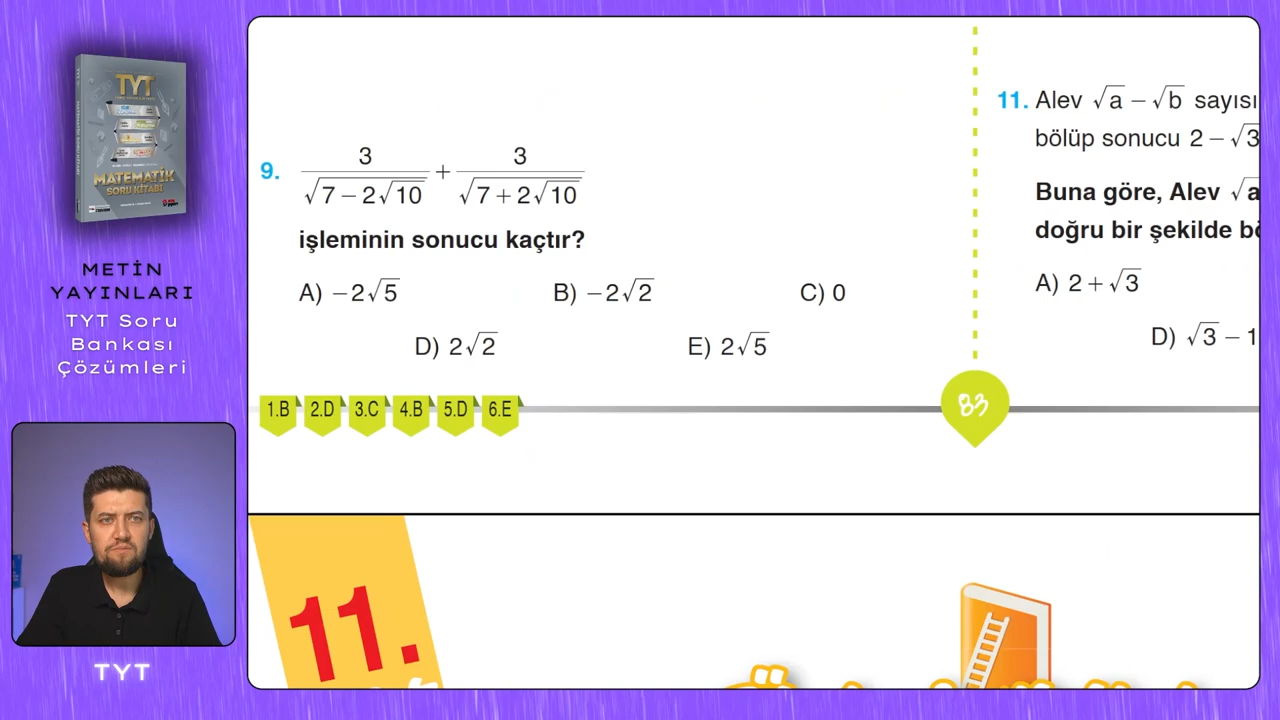 TYT
MATEMATİK
SORU KİTABI
METİN
YAYINLARI
TYT Soru
Bankası
Çözümleri
TYT
9. 3/√(7 − 2√10) + 3/√(7 + 2√10)
işleminin sonucu kaçtır?
A) −2√5 B) −2√2 C) 0
D) 2√2 E) 2√5
1.B 2.D 3.C 4.B 5.D 6.E
83
11. Alev √a − √b sayısı
bölüp sonucu 2 − √3
Buna göre, Alev √a
doğru bir şekilde bö
A) 2 + √3
D) √3 − 1
11.